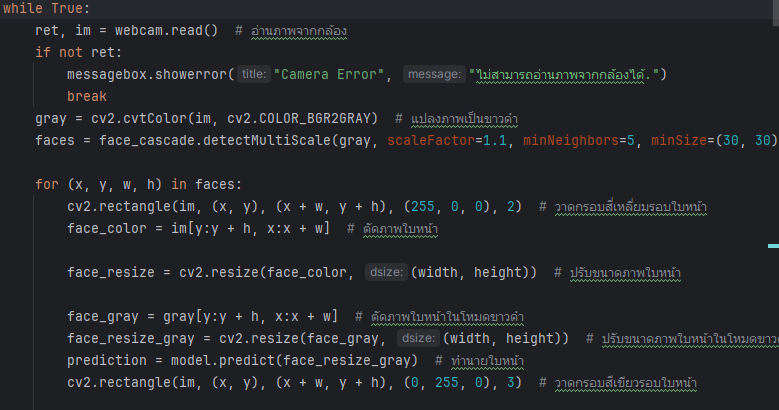 while True:
    ret, im = webcam.read()  # อ่านภาพจากกล้อง
    if not ret:
        messagebox.showerror( title: "Camera Error",  message: "ไม่สามารถอ่านภาพจากกล้องได้.")
        break
    gray = cv2.cvtColor(im, cv2.COLOR_BGR2GRAY)  # แปลงภาพเป็นขาวดำ
    faces = face_cascade.detectMultiScale(gray, scaleFactor=1.1, minNeighbors=5, minSize=(30, 30)
    for (x, y, w, h) in faces:
        cv2.rectangle(im, (x, y), (x + w, y + h), (255, 0, 0), 2)  # วาดกรอบสี่เหลี่ยมรอบใบหน้า
        face_color = im[y:y + h, x:x + w]  # ตัดภาพใบหน้า
        face_resize = cv2.resize(face_color,  dsize: (width, height))  # ปรับขนาดภาพใบหน้า
        face_gray = gray[y:y + h, x:x + w]  # ตัดภาพใบหน้าในโหมดขาวดำ
        face_resize_gray = cv2.resize(face_gray,  dsize: (width, height))  # ปรับขนาดภาพใบหน้าในโหมดขาว
        prediction = model.predict(face_resize_gray)  # ทำนายใบหน้า
        cv2.rectangle(im, (x, y), (x + w, y + h), (0, 255, 0), 3)  # วาดกรอบสีเขียวรอบใบหน้า